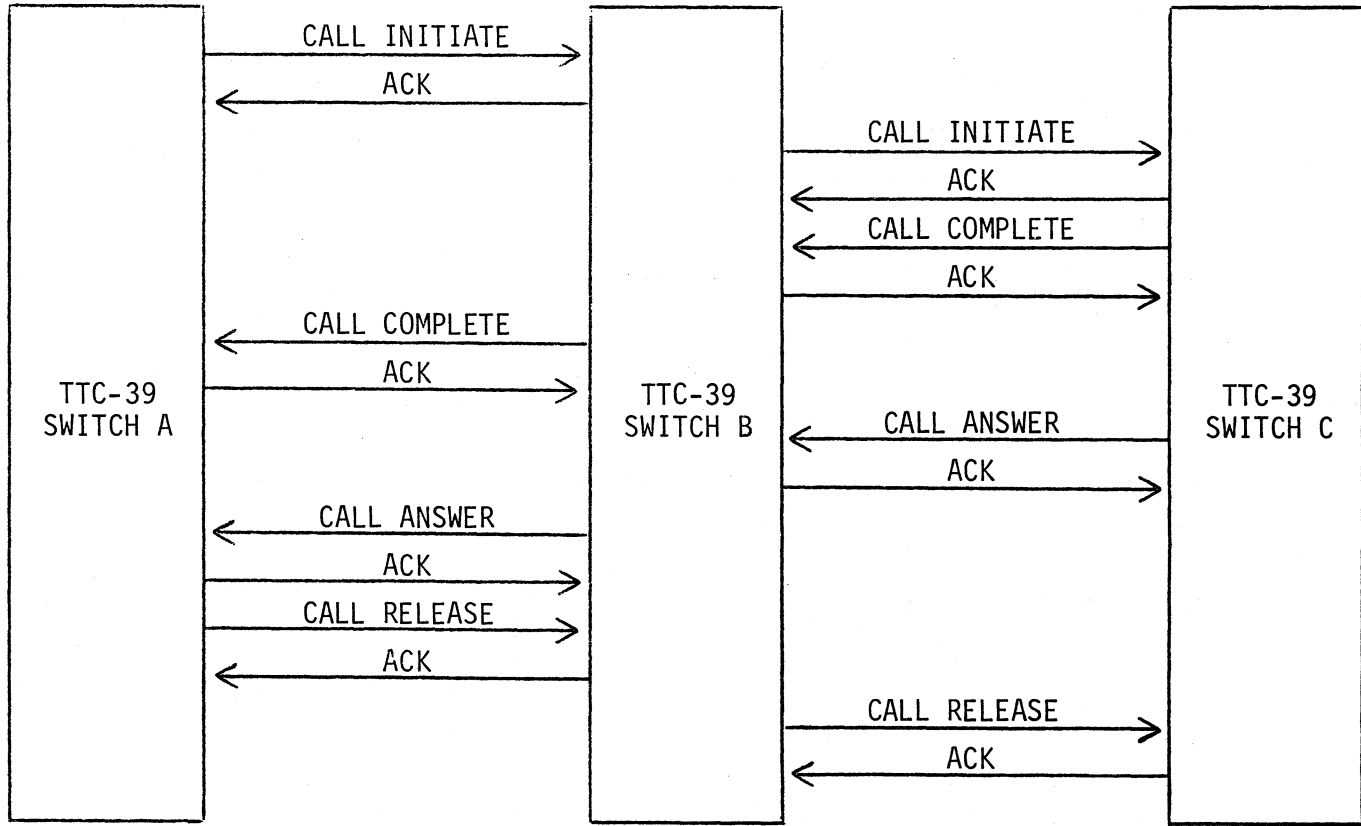 CALL INITIATE
ACK
CALL INITIATE
ACK
CALL COMPLETE
ACK
CALL COMPLETE
ACK
TTC-39
SWITCH A
TTC-39
SWITCH B
TTC-39
SWITCH C
CALL ANSWER
ACK
CALL ANSWER
ACK
CALL RELEASE
ACK
CALL RELEASE
ACK